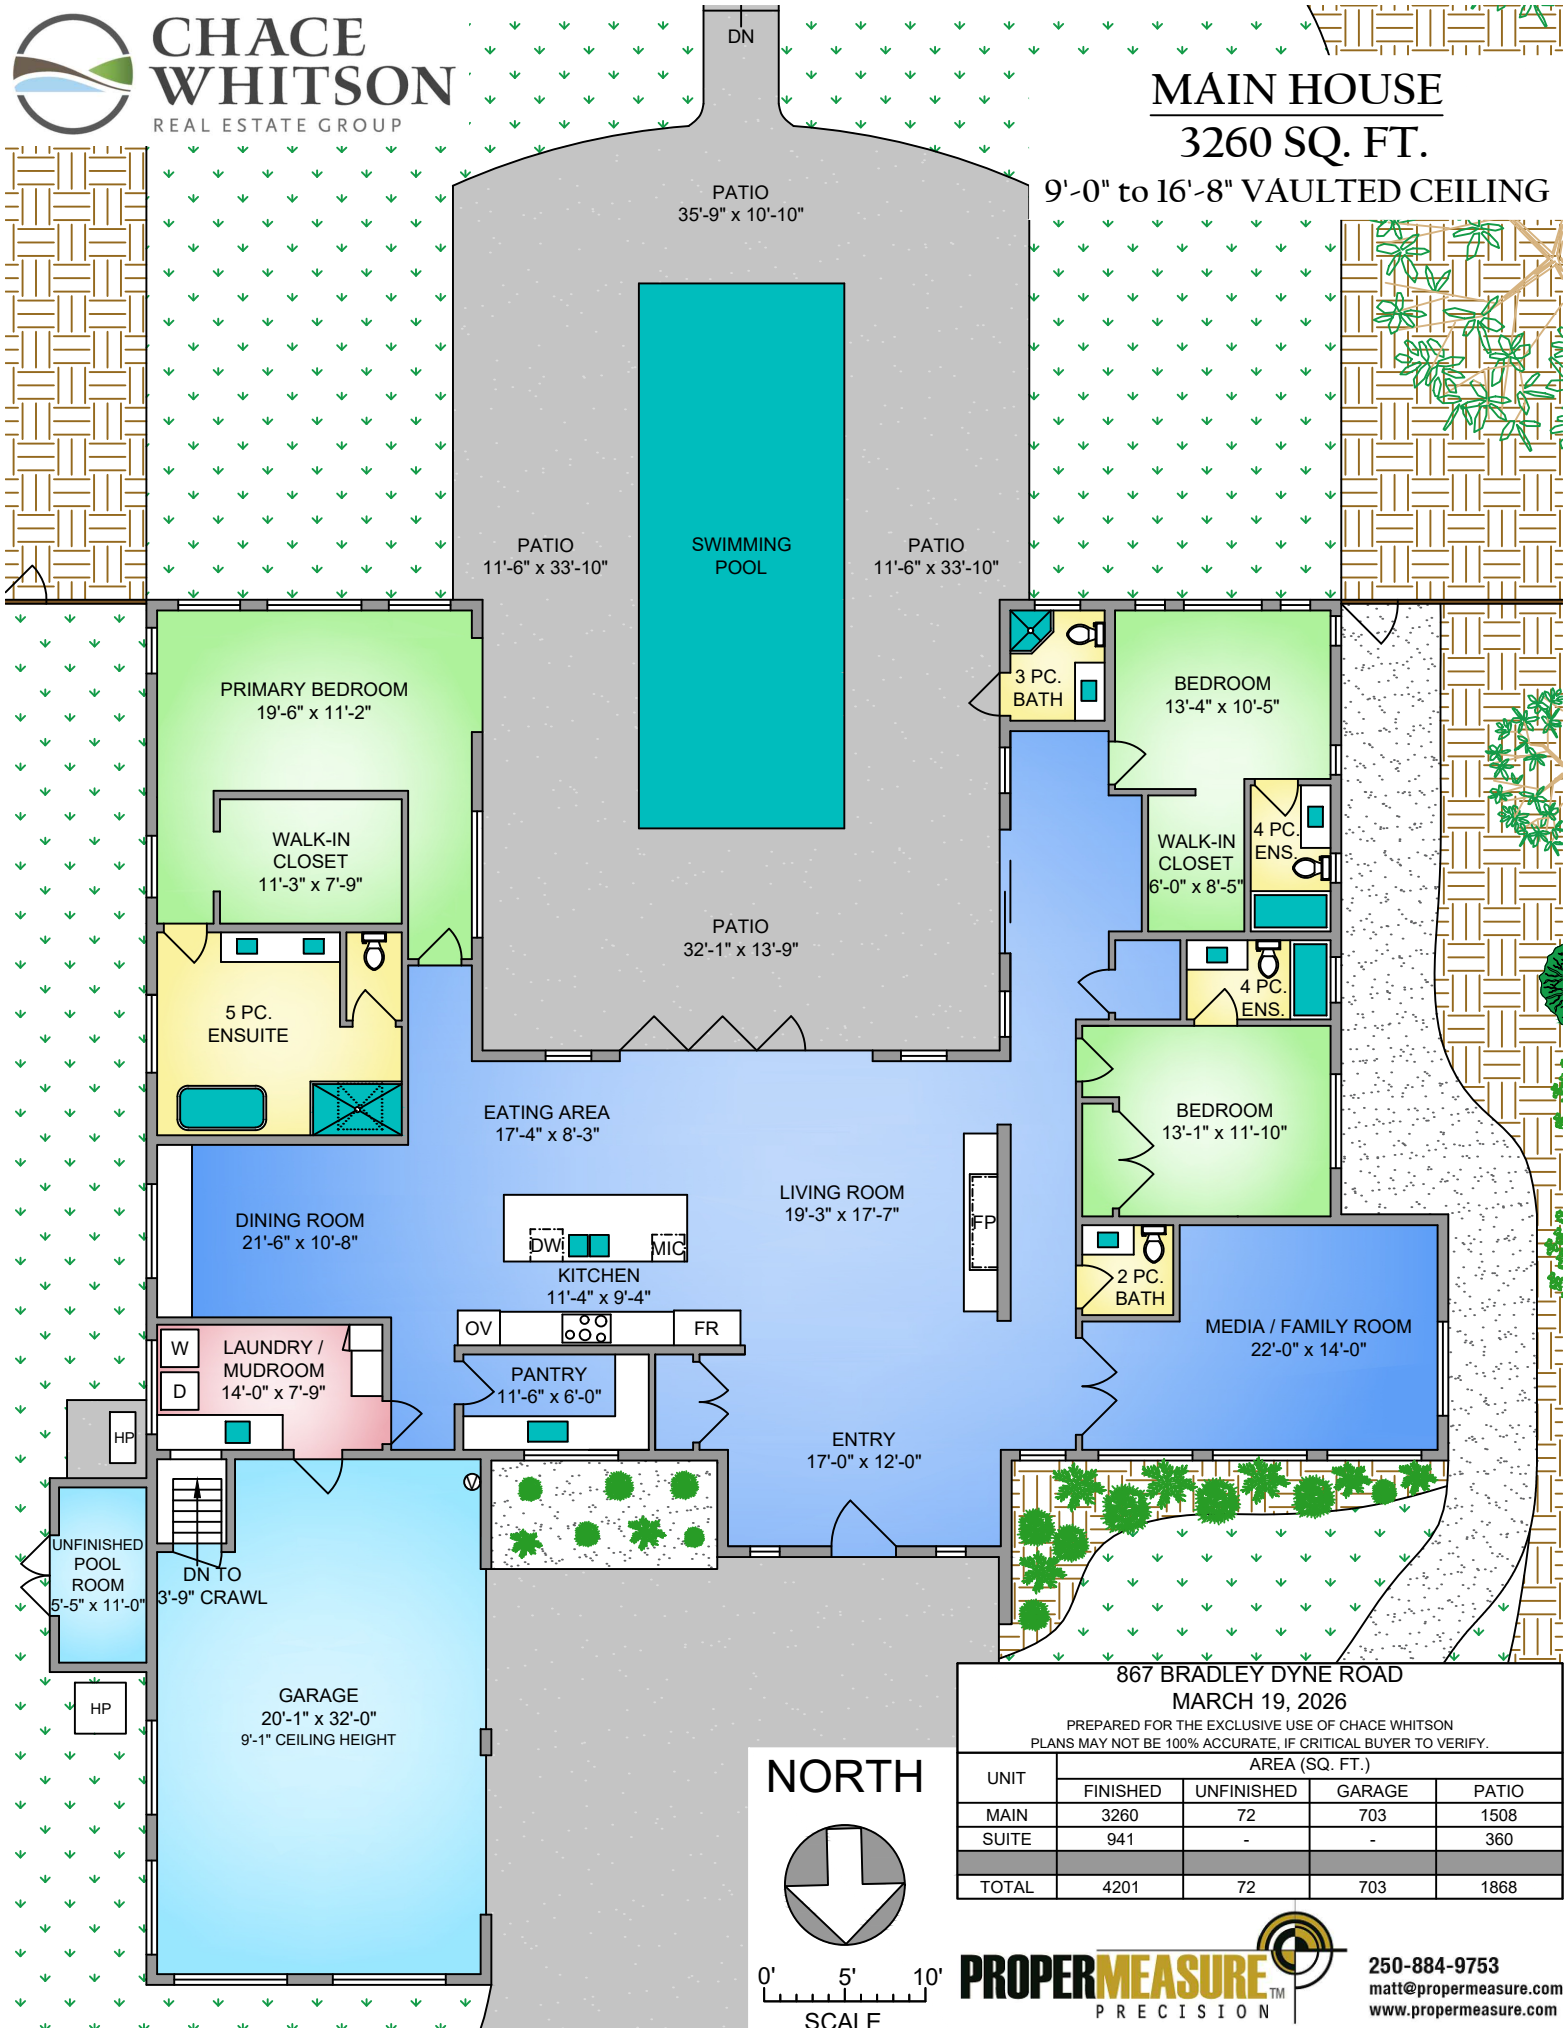 CHACE
WHITSON
REAL ESTATE GROUP
DN
MAIN HOUSE
3260 SQ. FT.
9'-0" to 16'-8" VAULTED CEILING
PATIO
35'-9" x 10'-10"
PATIO
11'-6" x 33'-10"
SWIMMING
POOL
PATIO
11'-6" x 33'-10"
PRIMARY BEDROOM
19'-6" x 11'-2"
3 PC.
BATH
BEDROOM
13'-4" x 10'-5"
WALK-IN
CLOSET
11'-3" x 7'-9"
WALK-IN
CLOSET
6'-0" x 8'-5"
4 PC.
ENS.
PATIO
32'-1" x 13'-9"
5 PC.
ENSUITE
4 PC.
ENS.
EATING AREA
17'-4" x 8'-3"
BEDROOM
13'-1" x 11'-10"
DINING ROOM
21'-6" x 10'-8"
LIVING ROOM
19'-3" x 17'-7"
FP
DW
MIC
KITCHEN
11'-4" x 9'-4"
OV
FR
2 PC.
BATH
MEDIA / FAMILY ROOM
22'-0" x 14'-0"
W
D
LAUNDRY /
MUDROOM
14'-0" x 7'-9"
PANTRY
11'-6" x 6'-0"
HP
ENTRY
17'-0" x 12'-0"
V
UNFINISHED
POOL
ROOM
5'-5" x 11'-0"
DN TO
3'-9" CRAWL
HP
GARAGE
20'-1" x 32'-0"
9'-1" CEILING HEIGHT
867 BRADLEY DYNE ROAD
MARCH 19, 2026
PREPARED FOR THE EXCLUSIVE USE OF CHACE WHITSON
PLANS MAY NOT BE 100% ACCURATE, IF CRITICAL BUYER TO VERIFY.
UNIT AREA (SQ. FT.)
FINISHED UNFINISHED GARAGE PATIO
MAIN 3260 72 703 1508
SUITE 941 - - 360
TOTAL 4201 72 703 1868
NORTH
0' 5' 10'
SCALE
PROPERMEASURE TM
PRECISION
250-884-9753
matt@propermeasure.com
www.propermeasure.com